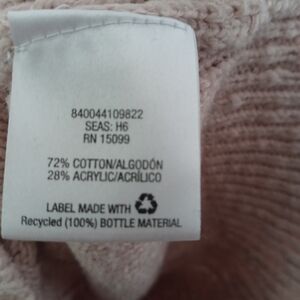 840044109822
SEAS: H6
RN 15099
72% COTTON/ALGODÓN
28% ACRYLIC/ACRÍLICO
LABEL MADE WITH
Recycled (100%) BOTTLE MATERIAL